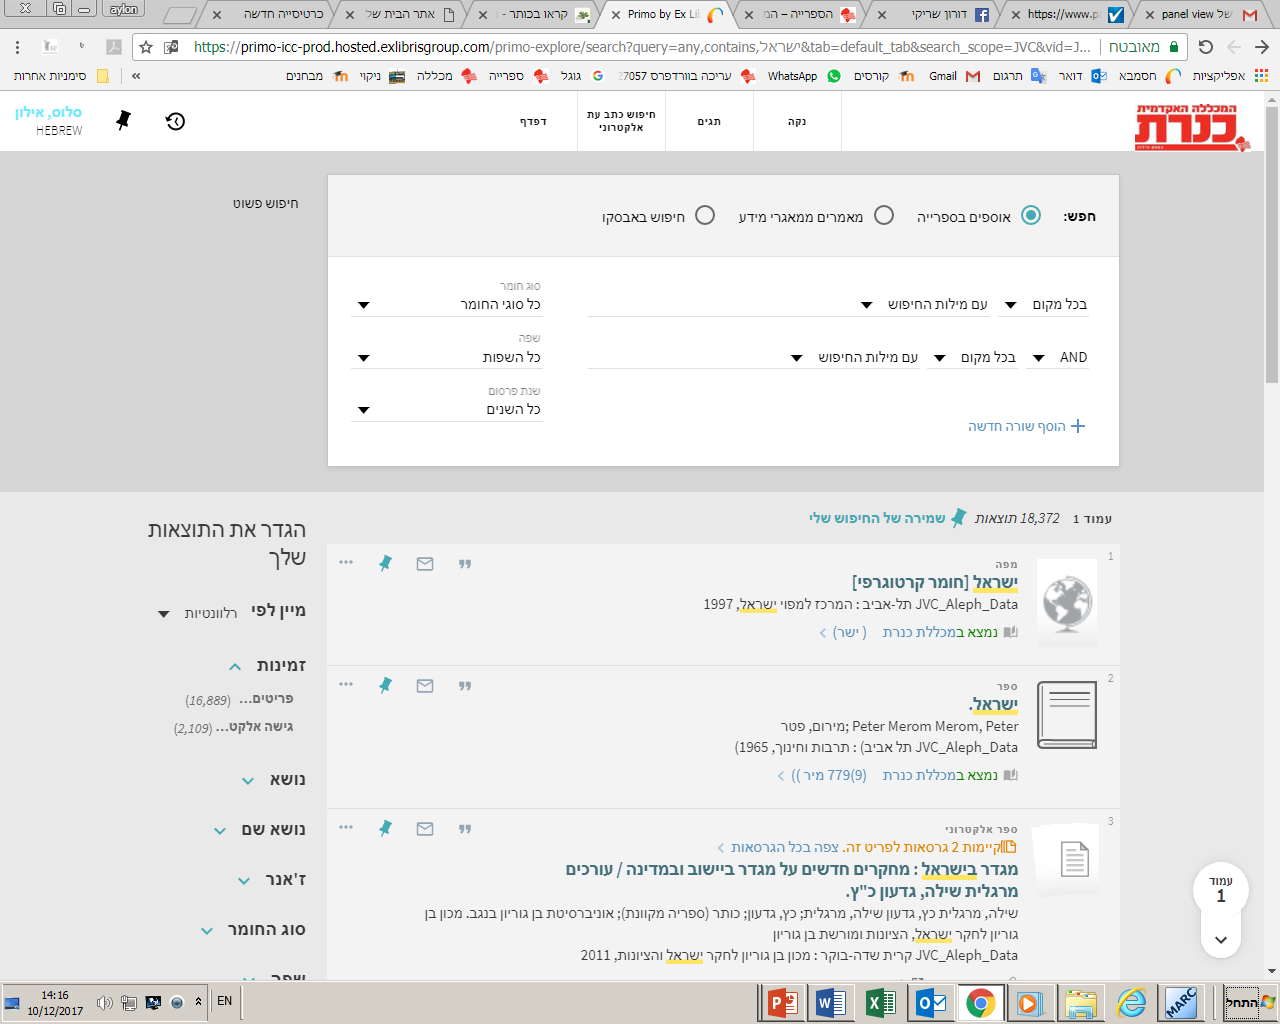 aylon
panel view של
https://www.p
דורון שריקי
הספרייה – המ
Primo by Ex Li
קראו בכותר -
אתר הבית של
כרטיסייה חדשה
https://primo-icc-prod.hosted.exlibrisgroup.com/primo-explore/search?query=any,contains,ישראל&tab=default_tab&search_scope=JVC&vid=J...
מאובטח
אפליקציות
חסמבא
דואר
תרגום
Gmail
קורסים
WhatsApp
עריכה בוורדפרס 27057
גוגל
ספרייה
מכללה
ניקוי
מבחנים
סימניות אחרות
המכללה האקדמית
כנרת
נקה
תגים
חיפוש כתב עת
אלקטרוני
דפדף
סלוס, אילון
HEBREW
חיפוש פשוט
חפש:
אוספים בספרייה
מאמרים ממאגרי מידע
חיפוש באבסקו
בכל מקום
עם מילות החיפוש
סוג חומר
כל סוגי החומר
AND
בכל מקום
עם מילות החיפוש
שפה
כל השפות
שנת פרסום
כל השנים
הוסף שורה חדשה
עמוד 1
18,372 תוצאות
שמירה של החיפוש שלי
1
מפה
ישראל [חומר קרטוגרפי]
JVC_Aleph_Data תל-אביב : המרכז למפוי ישראל, 1997
נמצא במכללת כנרת
( ישר)
2
ספר
ישראל.
Peter Merom Merom, Peter ;מירום, פטר
JVC_Aleph_Data תל אביב) : תרבות וחינוך, 1965)
נמצא במכללת כנרת
(9)779 מיר ))
3
ספר אלקטרוני
קיימות 2 גרסאות לפריט זה. צפה בכל הגרסאות
מגדר בישראל : מחקרים חדשים על מגדר ביישוב ובמדינה / עורכים
מרגלית שילה, גדעון כ"ץ.
שילה, מרגלית כץ, גדעון שילה, מרגלית; כץ, גדעון; כותר (ספריה מקוונת); אוניברסיטת בן גוריון בנגב. מכון בן
גוריון לחקר ישראל, הציונות ומורשת בן גוריון
JVC_Aleph_Data קרית שדה-בוקר : מכון בן גוריון לחקר ישראל והציונות, 2011
הגדר את התוצאות
שלך
מיין לפי
רלוונטיות
זמינות
פריטים... (16,889)
גישה אלקט... (2,109)
נושא
נושא שם
ז'אנר
סוג החומר
שפה
עמוד
1
התחל
MARC
EN
14:16
10/12/2017